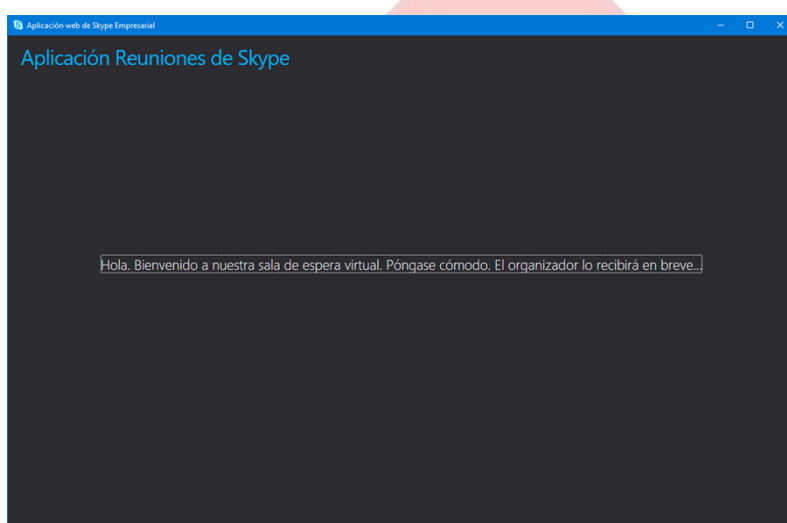 Aplicación web de Skype Empresarial
Aplicación Reuniones de Skype
Hola. Bienvenido a nuestra sala de espera virtual. Póngase cómodo. El organizador lo recibirá en breve...